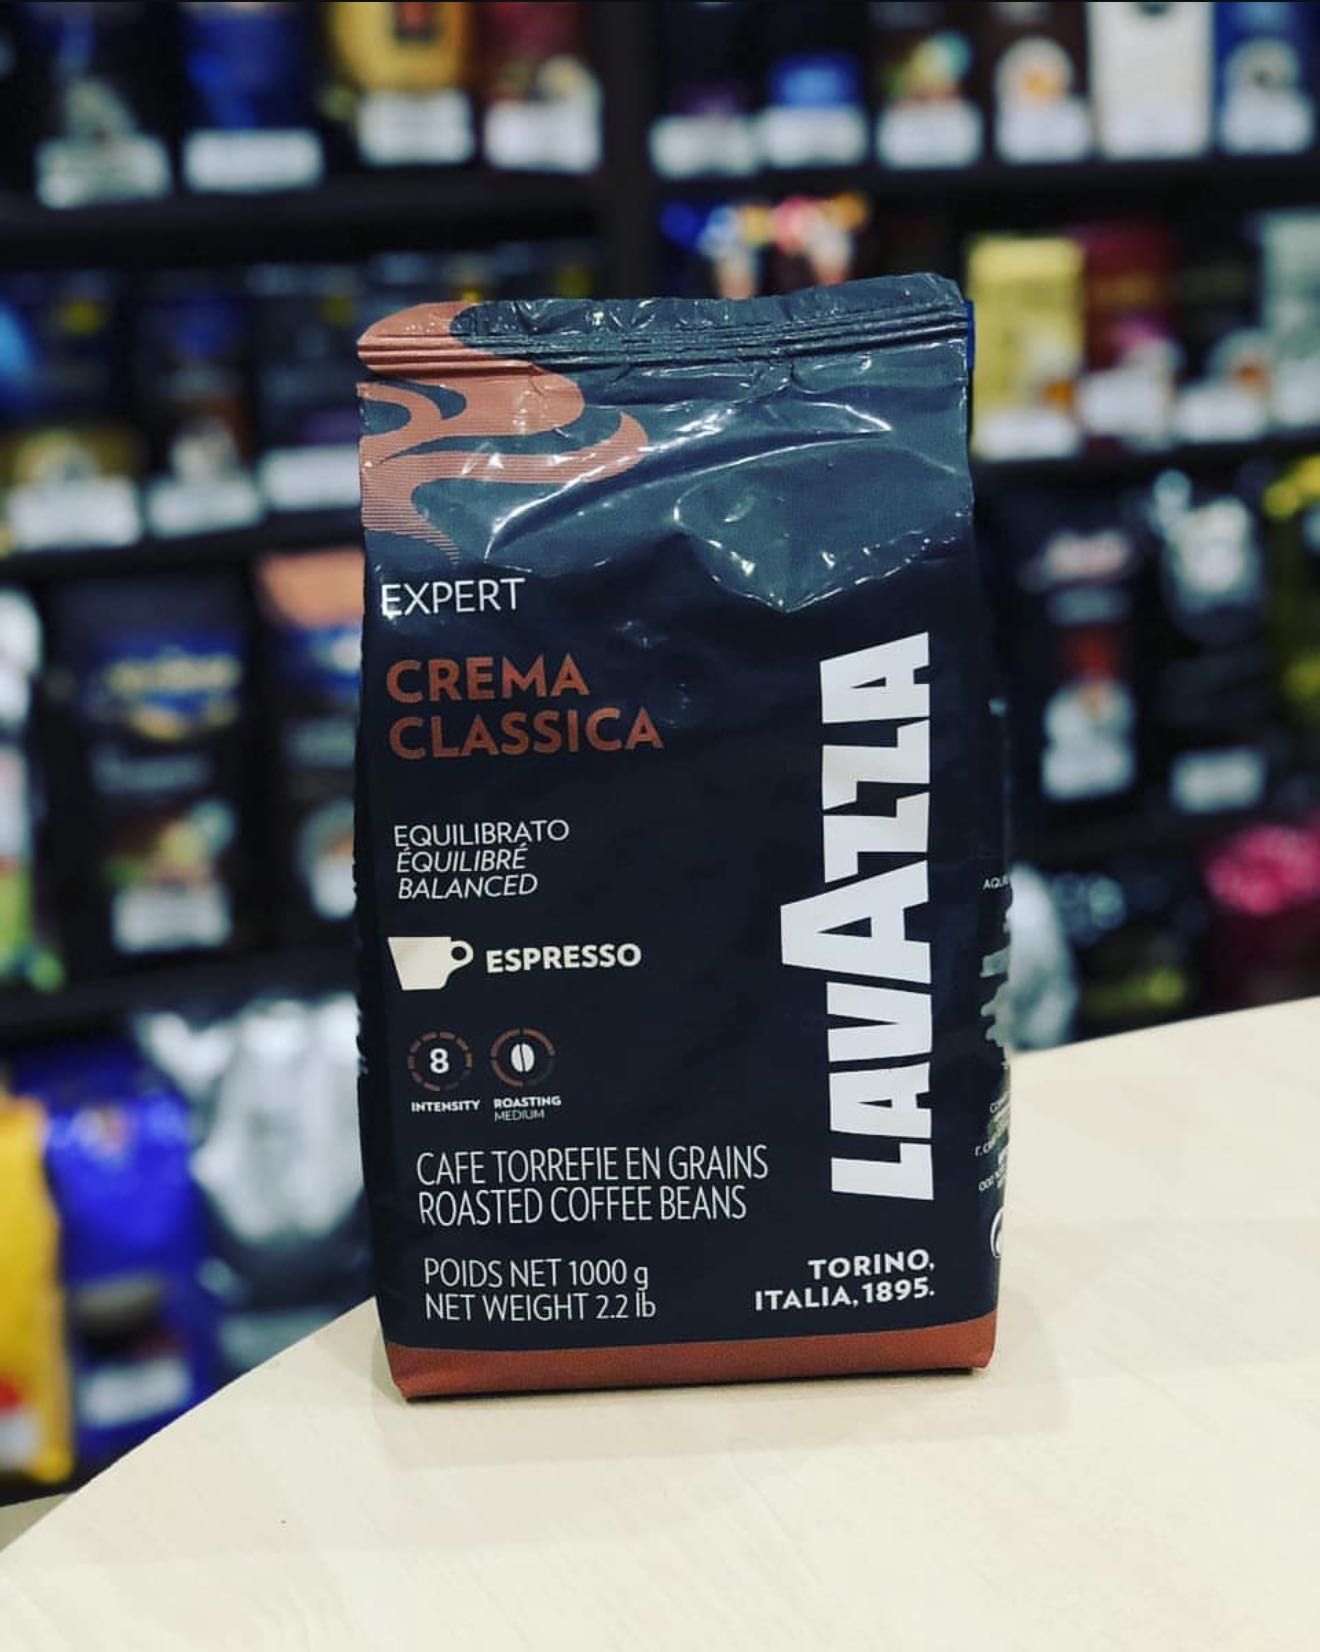 EXPERT
CREMA
CLASSICA
EQUILIBRATO
ÉQUILIBRÉ
BALANCED
ESPRESSO
8
INTENSITY
ROASTING
MEDIUM
CAFE TORREFIE EN GRAINS
ROASTED COFFEE BEANS
POIDS NET 1000 g
NET WEIGHT 2.2 lb
LAVAZZA
TORINO,
ITALIA, 1895.